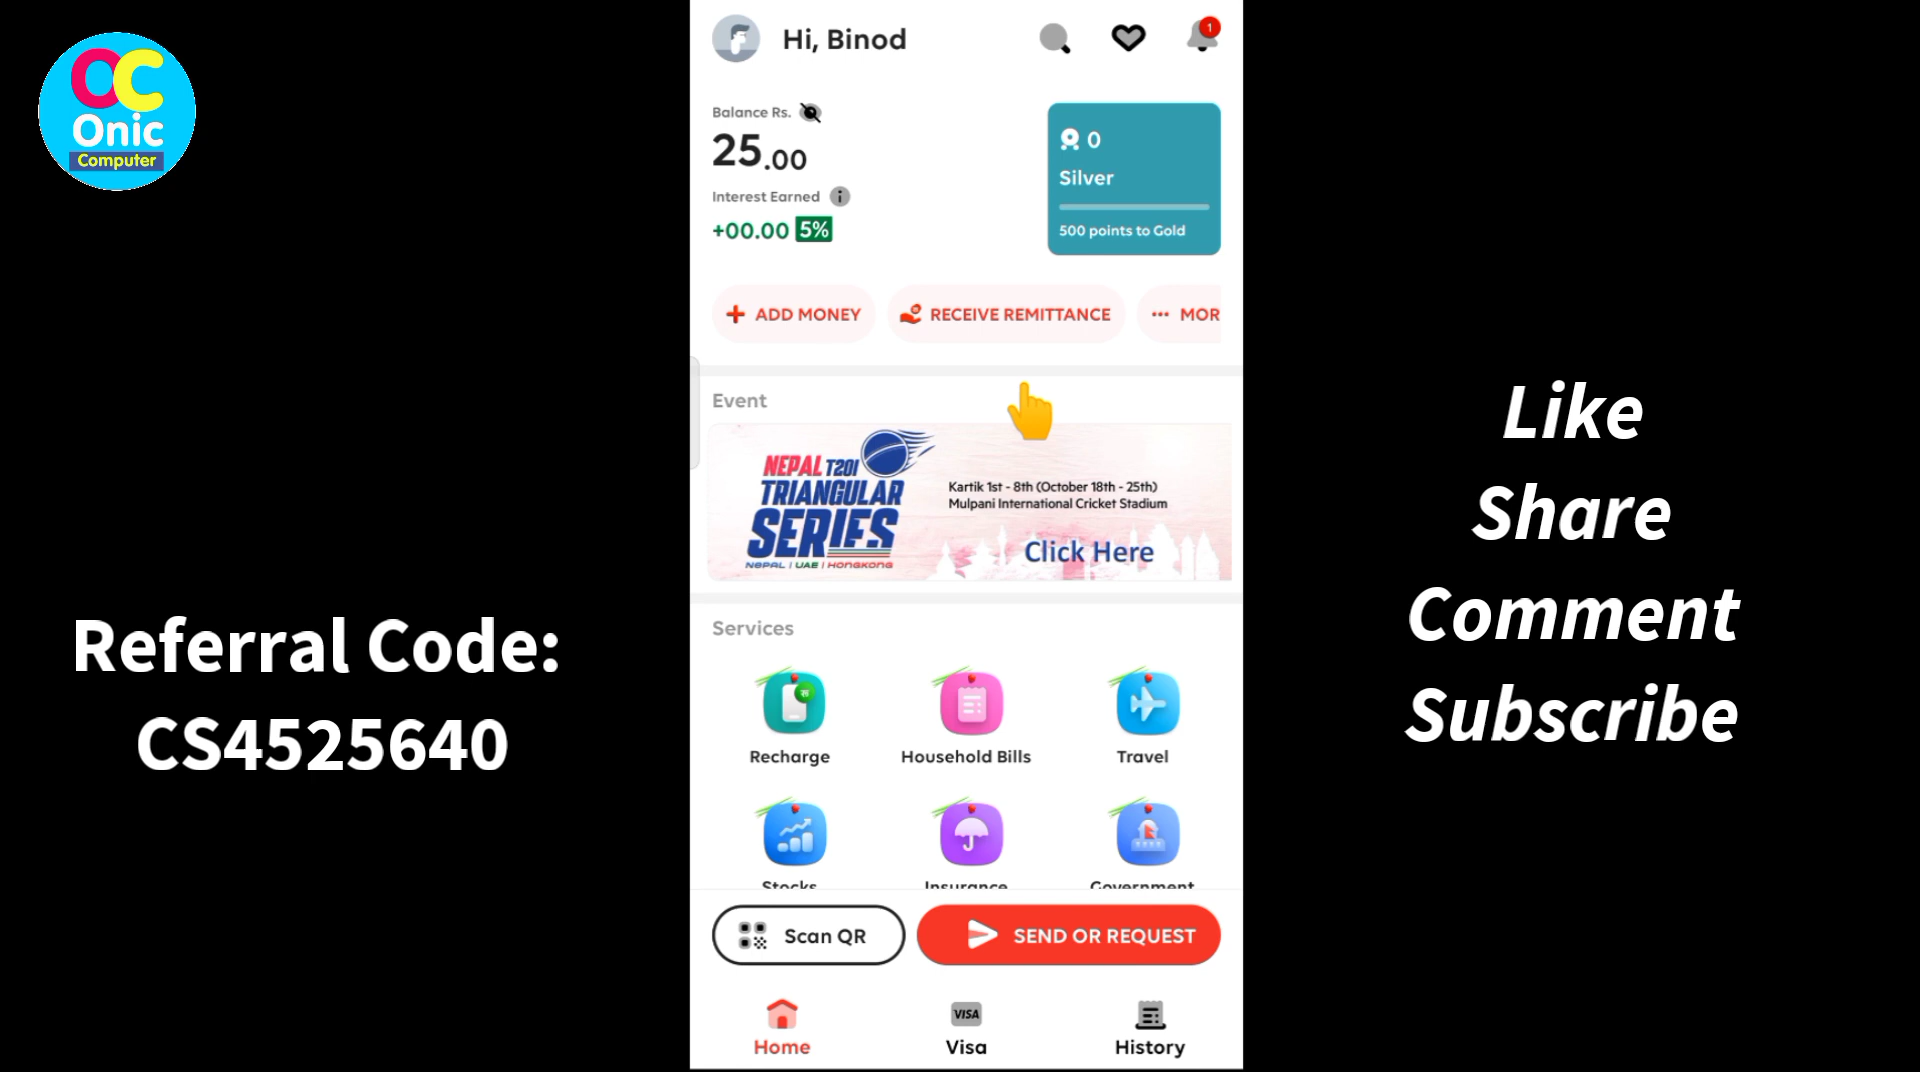 OC
Onic
Computer
Referral Code:
CS4525640
Hi, Binod
1
Balance Rs.
25.00
Interest Earned
+00.00 5%
0
Silver
500 points to Gold
+ ADD MONEY
RECEIVE REMITTANCE
... MOR
Event
NEPAL T20I
TRIANGULAR
SERIES
NEPAL | UAE | HONGKONG
Kartik 1st - 8th (October 18th - 25th)
Mulpani International Cricket Stadium
Click Here
Services
रु
Recharge
Household Bills
Travel
Stocks
Insurance
Government
Scan QR
SEND OR REQUEST
Home
VISA
Visa
History
Like
Share
Comment
Subscribe